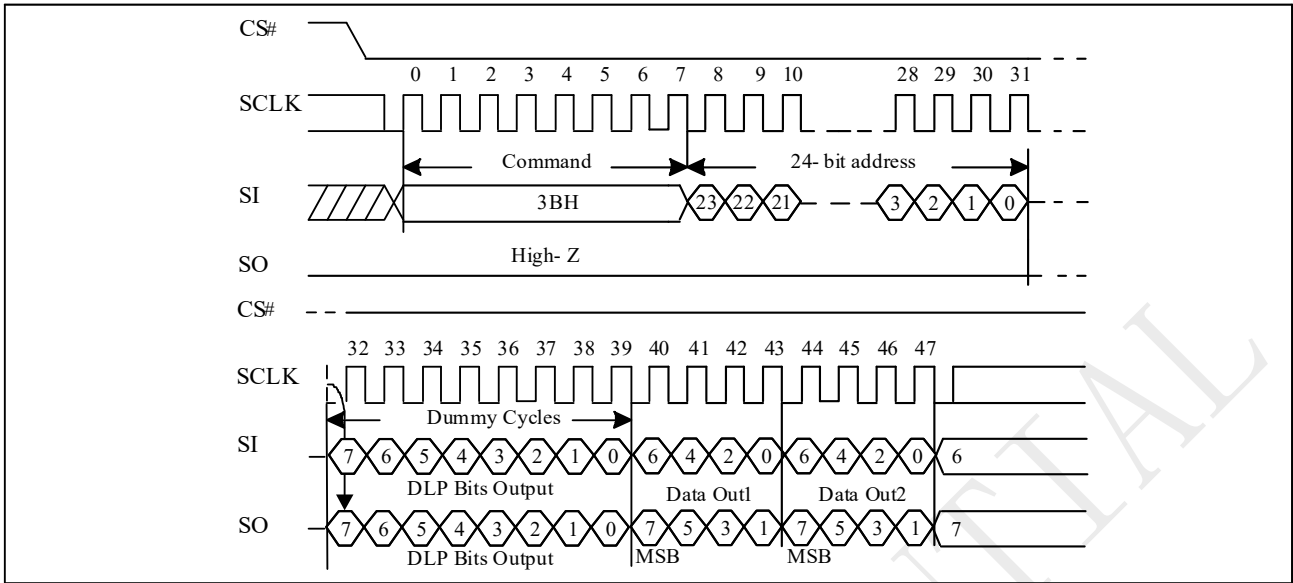 CS#
0 1 2 3 4 5 6 7 8 9 10 28 29 30 31
SCLK
Command 24- bit address
SI 3BH 23 22 21 3 2 1 0
High- Z
SO
CS#
32 33 34 35 36 37 38 39 40 41 42 43 44 45 46 47
SCLK
Dummy Cycles
SI 7 6 5 4 3 2 1 0 6 4 2 0 6 4 2 0 6
DLP Bits Output Data Out1 Data Out2
SO 7 6 5 4 3 2 1 0 7 5 3 1 7 5 3 1 7
DLP Bits Output MSB MSB
NTIAL